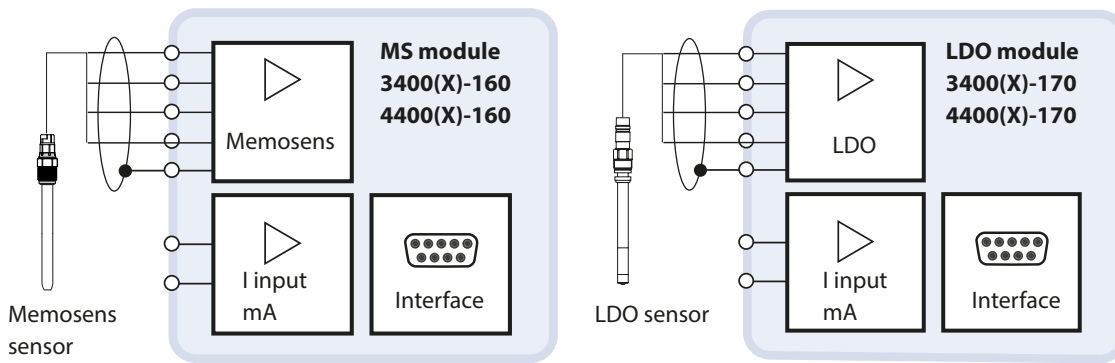 MS module
3400(X)-160
4400(X)-160
Memosens
I input
mA
Interface
Memosens
sensor
LDO module
3400(X)-170
4400(X)-170
LDO
I input
mA
Interface
LDO sensor